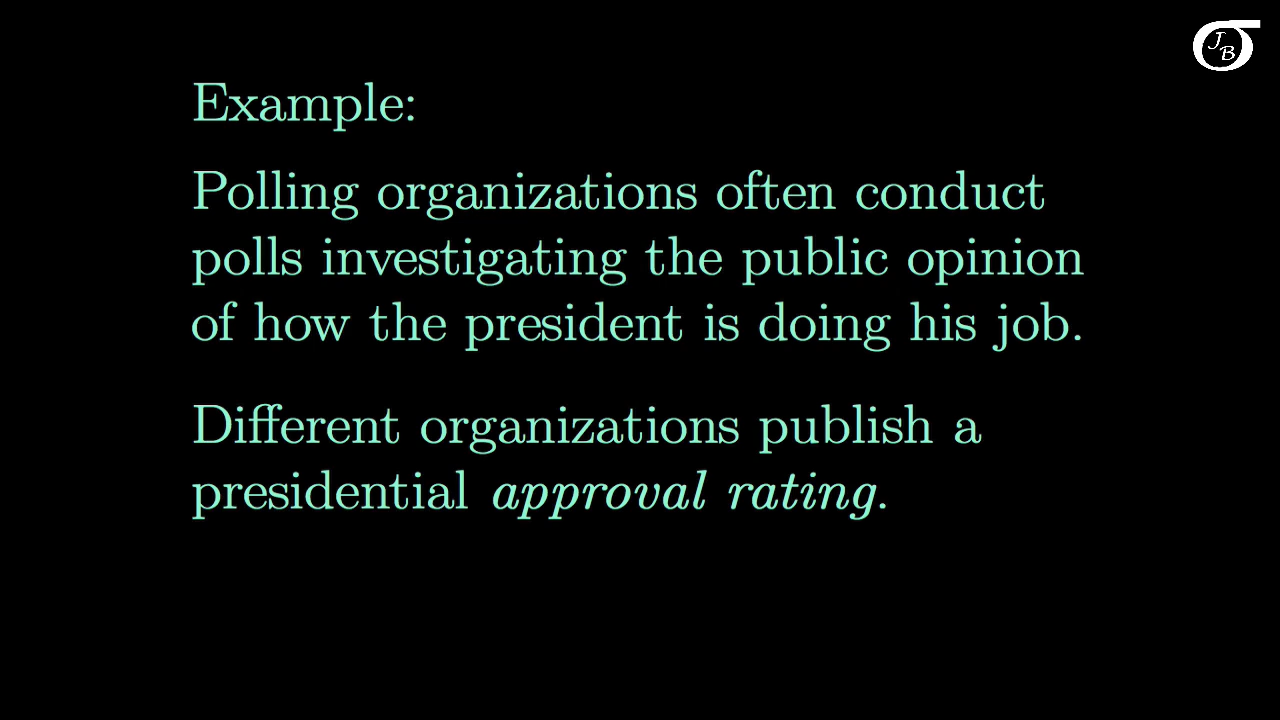 JB
Example:
Polling organizations often conduct
polls investigating the public opinion
of how the president is doing his job.
Different organizations publish a
presidential approval rating.